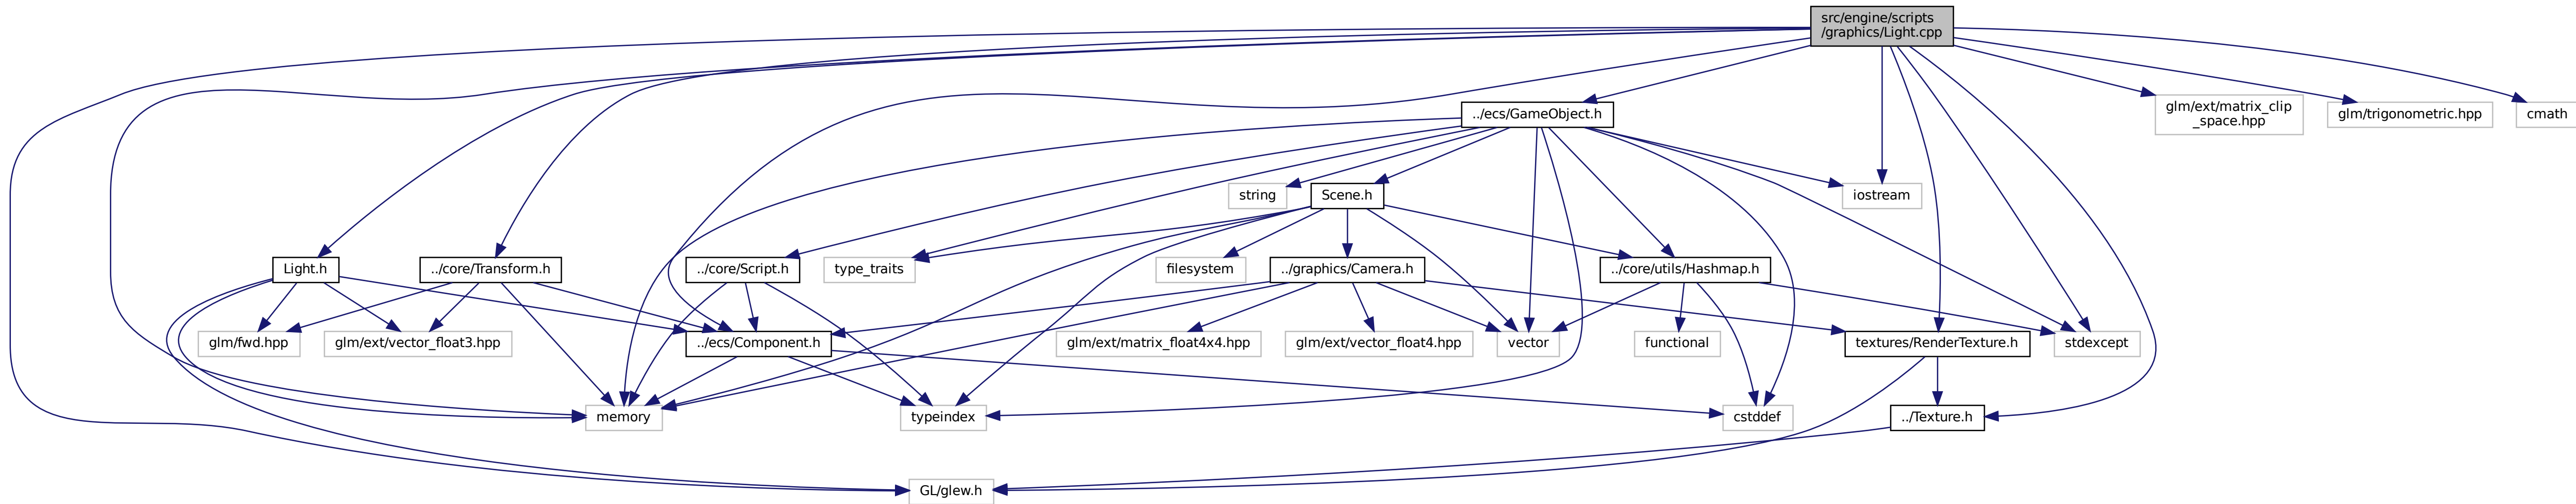 src/engine/scripts
/graphics/Light.cpp
../ecs/GameObject.h
glm/ext/matrix_clip
_space.hpp
glm/trigonometric.hpp
cmath
string
Scene.h
iostream
Light.h
../core/Transform.h
../core/Script.h
type_traits
filesystem
../graphics/Camera.h
../core/utils/Hashmap.h
glm/fwd.hpp
glm/ext/vector_float3.hpp
../ecs/Component.h
glm/ext/matrix_float4x4.hpp
glm/ext/vector_float4.hpp
vector
functional
textures/RenderTexture.h
stdexcept
memory
typeindex
cstddef
../Texture.h
GL/glew.h